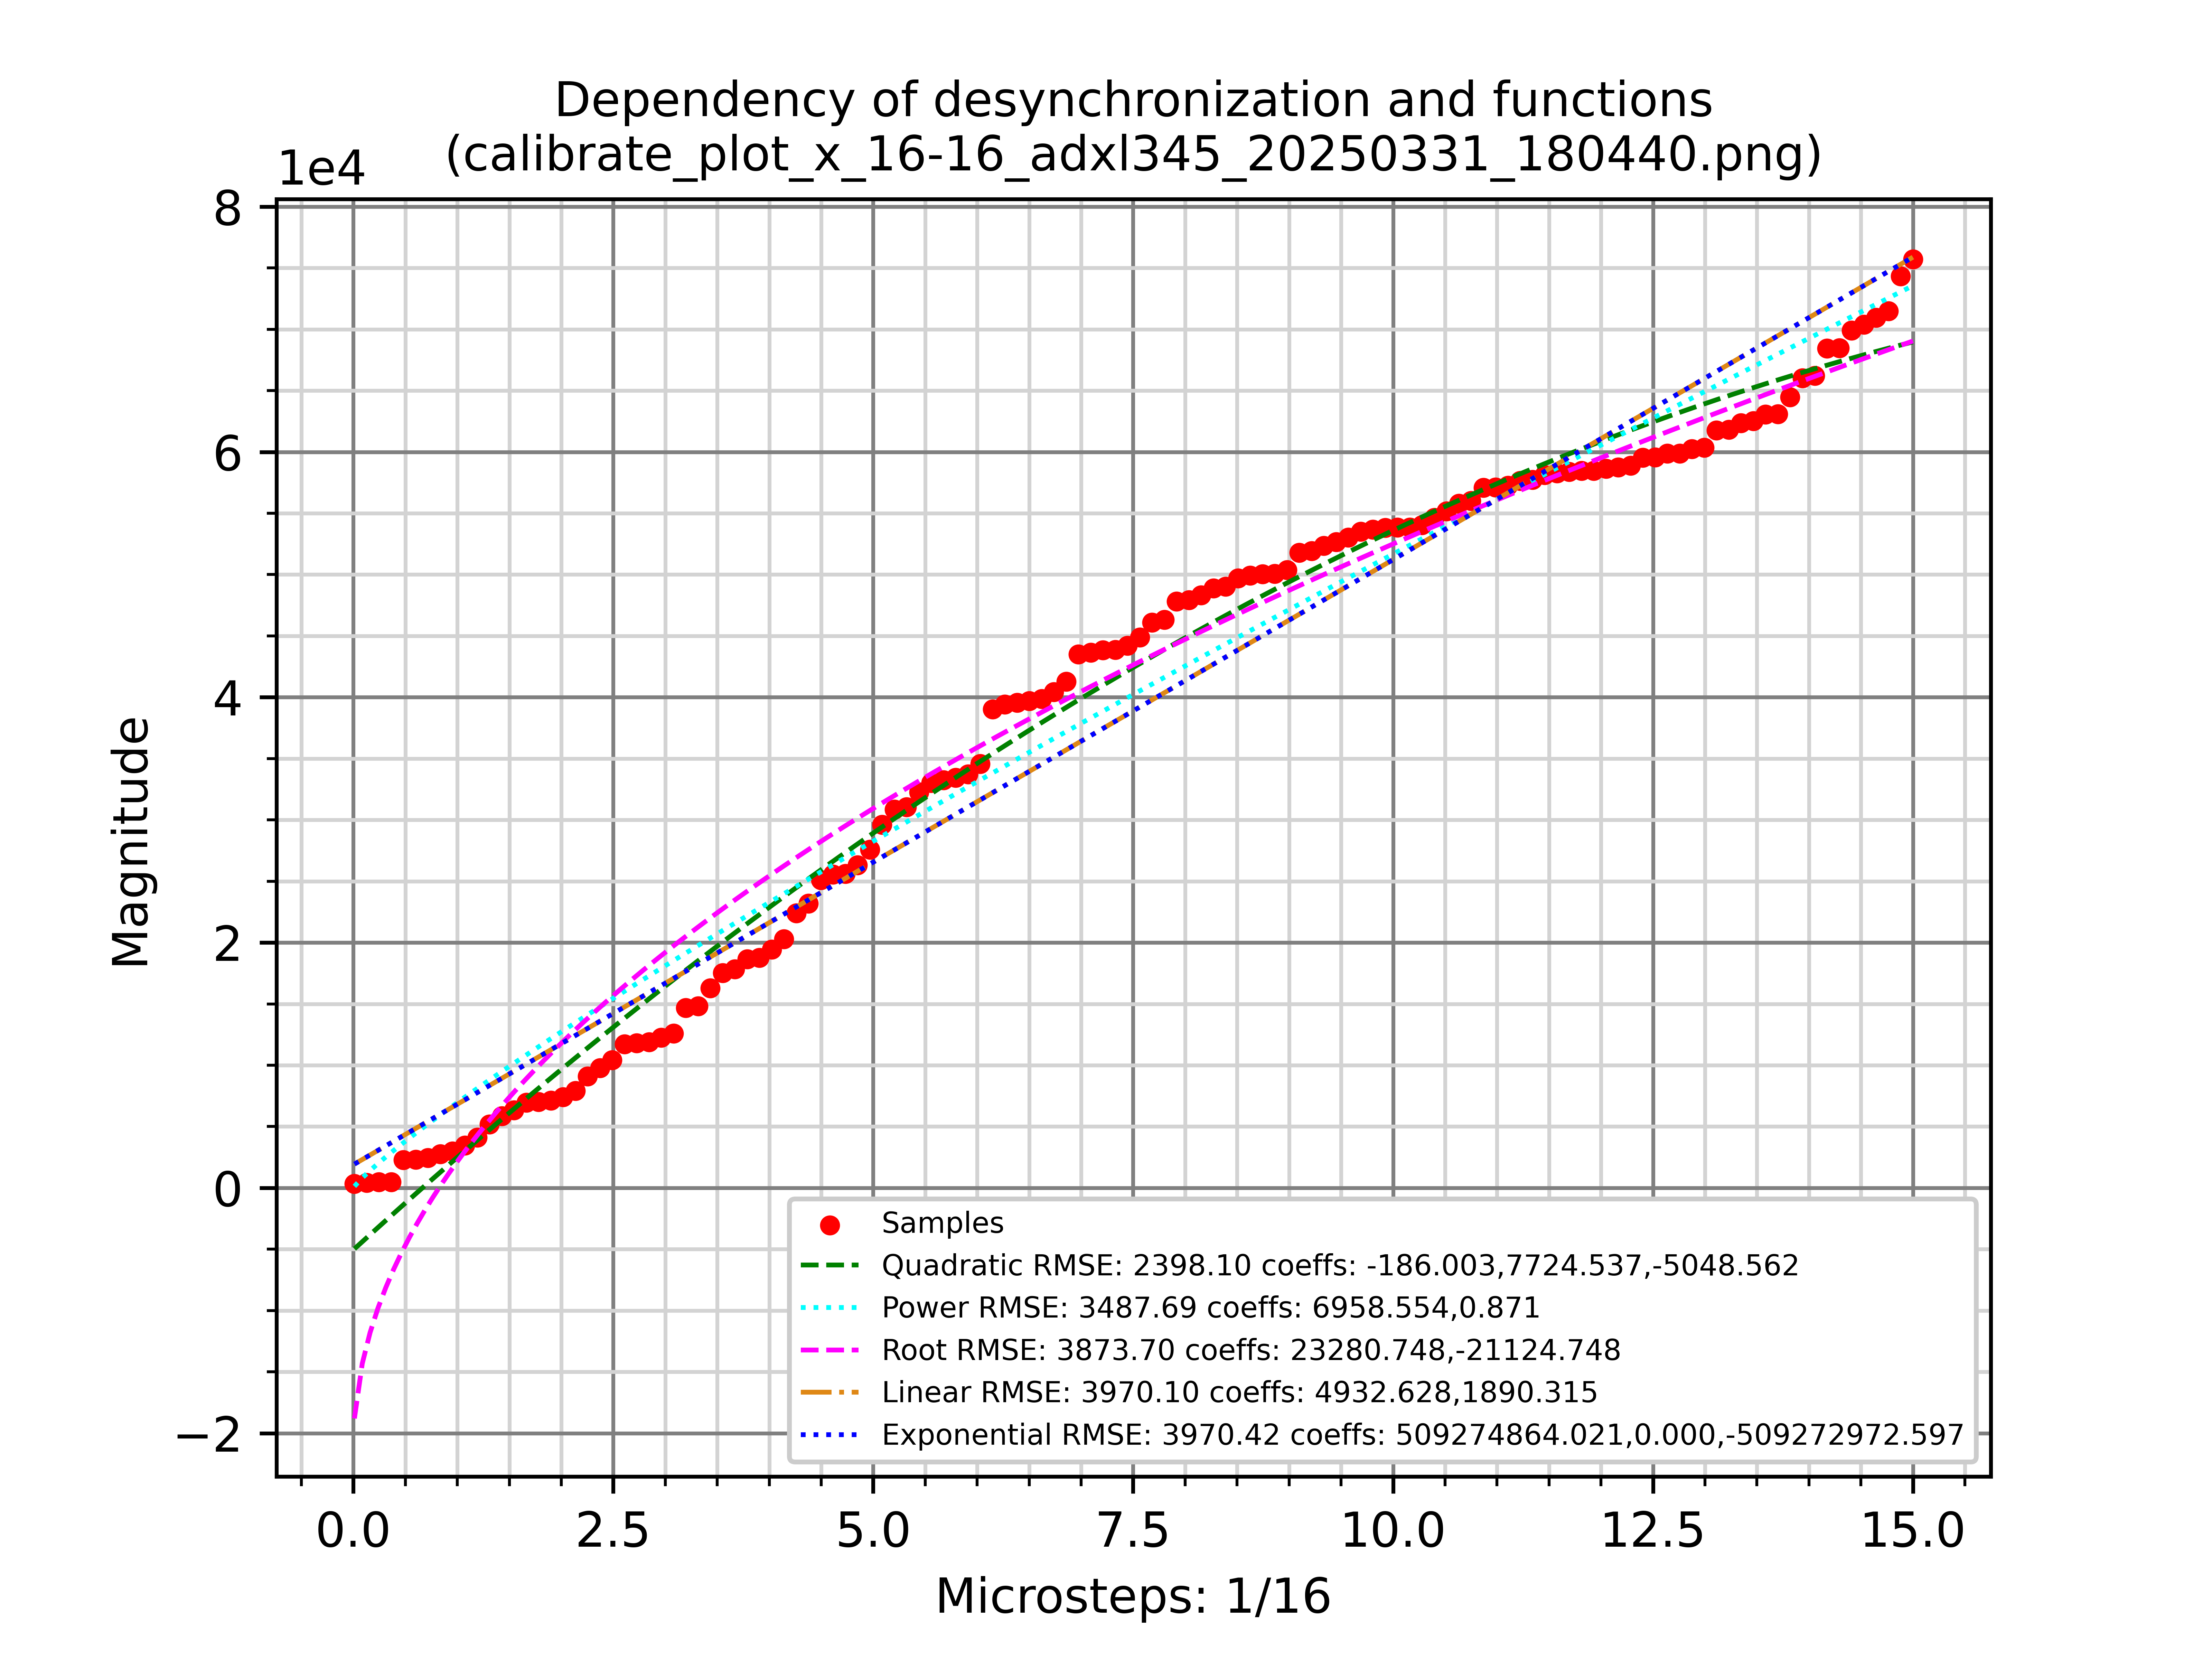 Dependency of desynchronization and functions
(calibrate_plot_x_16-16_adxl345_20250331_180440.png)
1e4
8
6
4
2
0
−2
Magnitude
Samples
Quadratic RMSE: 2398.10 coeffs: -186.003,7724.537,-5048.562
Power RMSE: 3487.69 coeffs: 6958.554,0.871
Root RMSE: 3873.70 coeffs: 23280.748,-21124.748
Linear RMSE: 3970.10 coeffs: 4932.628,1890.315
Exponential RMSE: 3970.42 coeffs: 509274864.021,0.000,-509272972.597
0.0 2.5 5.0 7.5 10.0 12.5 15.0
Microsteps: 1/16